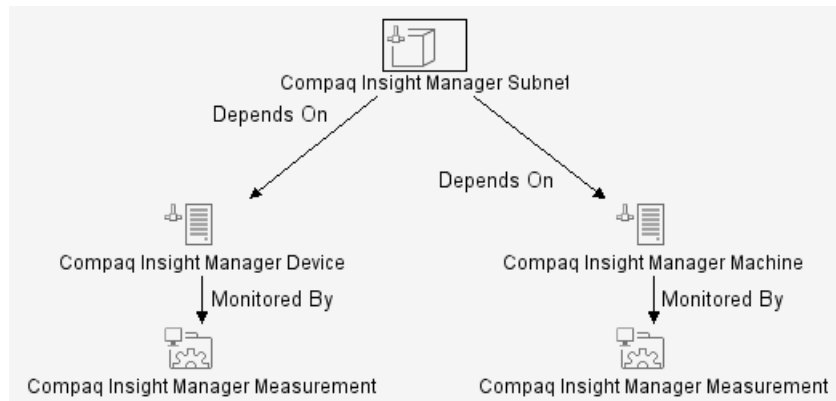 Compaq Insight Manager Subnet
Depends On
Depends On
Compaq Insight Manager Device
Compaq Insight Manager Machine
Monitored By
Monitored By
Compaq Insight Manager Measurement
Compaq Insight Manager Measurement